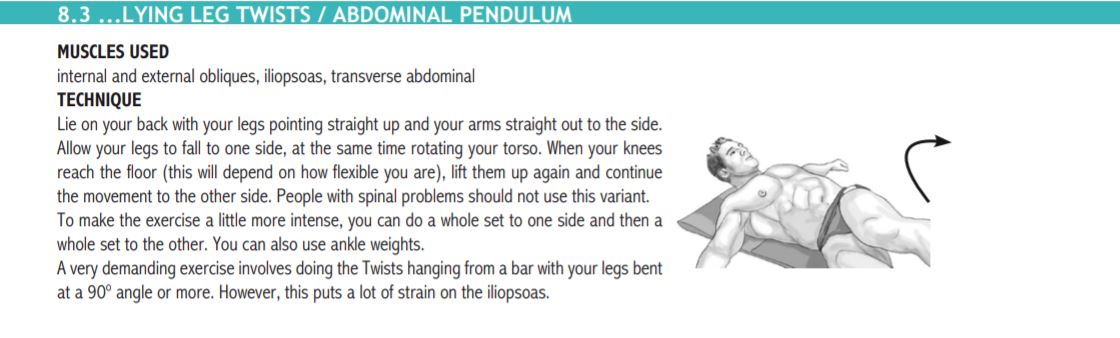 8.3 ...LYING LEG TWISTS / ABDOMINAL PENDULUM
MUSCLES USED
internal and external obliques, iliopsoas, transverse abdominal
TECHNIQUE
Lie on your back with your legs pointing straight up and your arms straight out to the side.
Allow your legs to fall to one side, at the same time rotating your torso. When your knees
reach the floor (this will depend on how flexible you are), lift them up again and continue
the movement to the other side. People with spinal problems should not use this variant.
To make the exercise a little more intense, you can do a whole set to one side and then a
whole set to the other. You can also use ankle weights.
A very demanding exercise involves doing the Twists hanging from a bar with your legs bent
at a 90º angle or more. However, this puts a lot of strain on the iliopsoas.